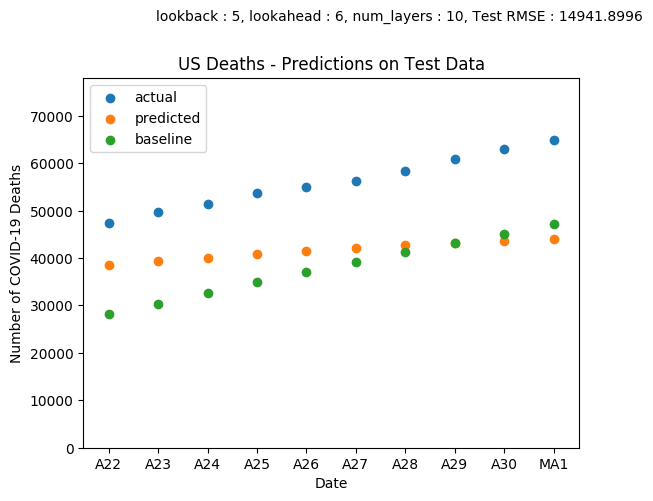 lookback : 5, lookahead : 6, num_layers : 10, Test RMSE : 14941.8996
US Deaths - Predictions on Test Data
actual
predicted
baseline
70000
60000
50000
40000
30000
20000
10000
0
Number of COVID-19 Deaths
A22 A23 A24 A25 A26 A27 A28 A29 A30 MA1
Date